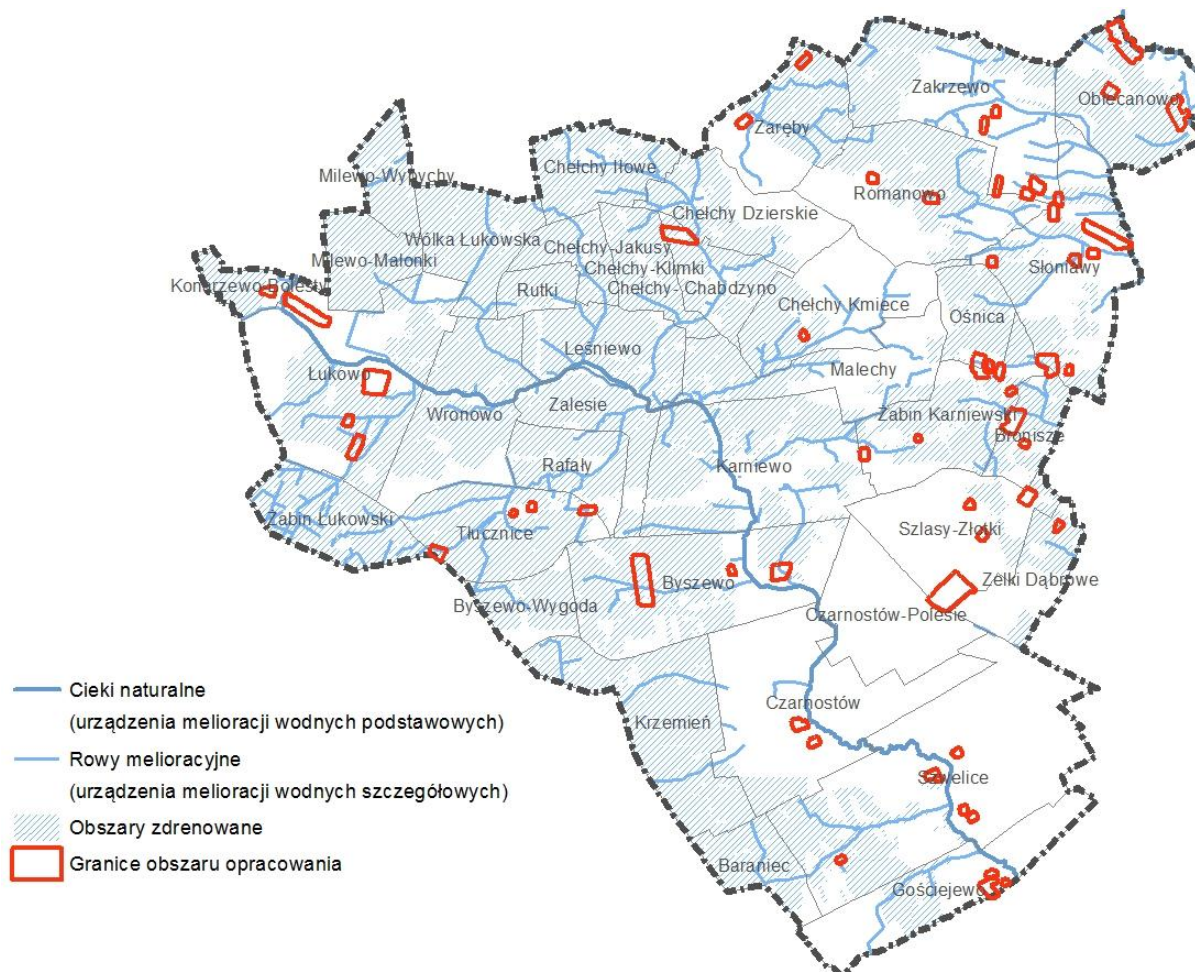 Zakrzewo
Obiecanowo
Zaręby
Chełchy Iłowe
Milewo-Wypychy
Romanowo
Chełchy Dzierskie
Wólka Łukowska
Chełchy-Jakusy
Milewo-Malonki
Chełchy-Klimki
Słoniawy
Konarzewo-Bolesty
Rutki
Chełchy - Chabdzyno
Chełchy Kmiece
Ośnica
Leśniewo
Łukowo
Malechy
Zalesie
Wronowo
Żabin Karniewski
Bronisze
Rafały
Karniewo
Żabin Łukowski
Tłucznice
Szlasy-Złotki
Byszewo
Zelki Dąbrowe
Byszewo-Wygoda
Czarnostów-Polesie
Cieki naturalne
(urządzenia melioracji wodnych podstawowych)
Czarnostów
Krzemień
Rowy melioracyjne
(urządzenia melioracji wodnych szczegółowych)
Szwelice
Obszary zdrenowane
Granice obszaru opracowania
Baraniec
Gościejewo